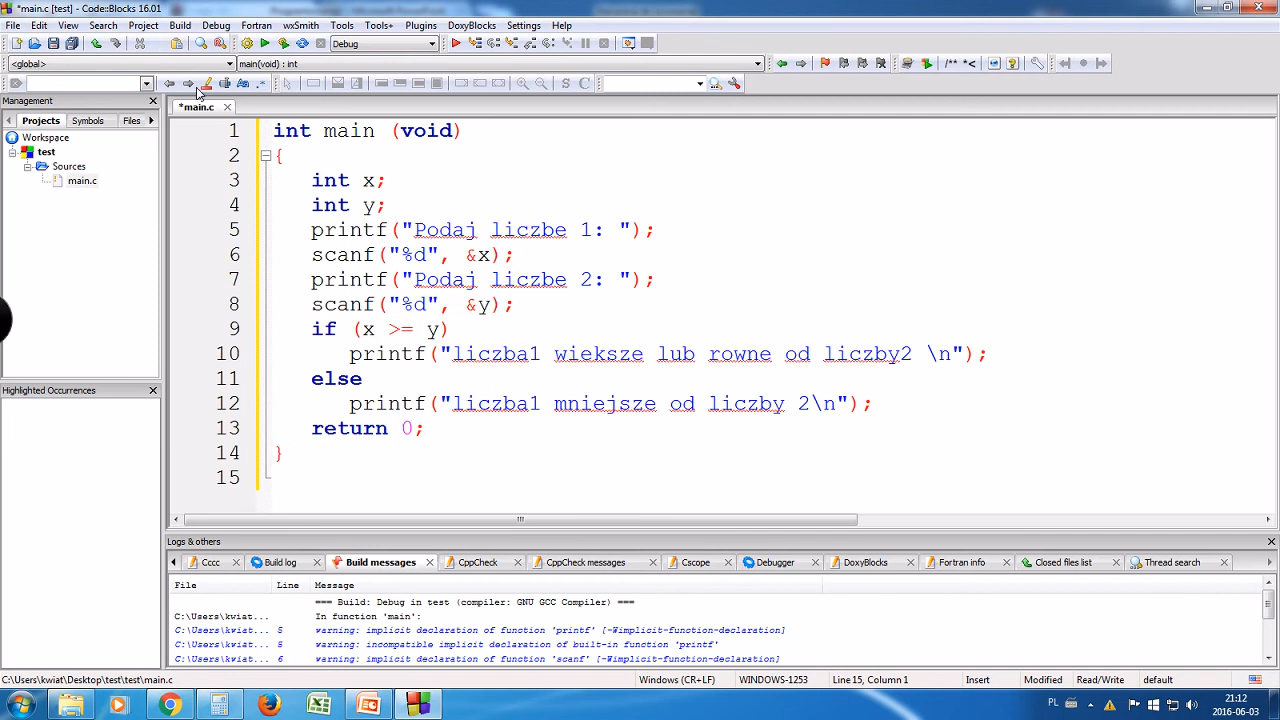 *main.c [test] - Code::Blocks 16.01
File Edit View Search Project Build Debug Fortran wxSmith Tools Tools+ Plugins DoxyBlocks Settings Help
Debug
<global> main(void) : int
/** *<
S C
Management
Projects Symbols Files
Workspace
test
Sources
main.c
Highlighted Occurrences
*main.c
1 int main (void)
2 {
3 int x;
4 int y;
5 printf("Podaj liczbe 1: ");
6 scanf("%d", &x);
7 printf("Podaj liczbe 2: ");
8 scanf("%d", &y);
9 if (x >= y)
10 printf("liczba1 wieksze lub rowne od liczby2 \n");
11 else
12 printf("liczba1 mniejsze od liczby 2\n");
13 return 0;
14 }
15
Logs & others
Cccc Build log Build messages CppCheck CppCheck messages Cscope Debugger DoxyBlocks Fortran info Closed files list Thread search
File Line Message
=== Build: Debug in test (compiler: GNU GCC Compiler) ===
C:\Users\kwiat... In function 'main':
C:\Users\kwiat... 5 warning: implicit declaration of function 'printf' [-Wimplicit-function-declaration]
C:\Users\kwiat... 5 warning: incompatible implicit declaration of built-in function 'printf'
C:\Users\kwiat... 6 warning: implicit declaration of function 'scanf' [-Wimplicit-function-declaration]
C:\Users\kwiat\Desktop\test\test\main.c Windows (CR+LF) WINDOWS-1253 Line 15, Column 1 Insert Modified Read/Write default
PL 21:12
2016-06-03